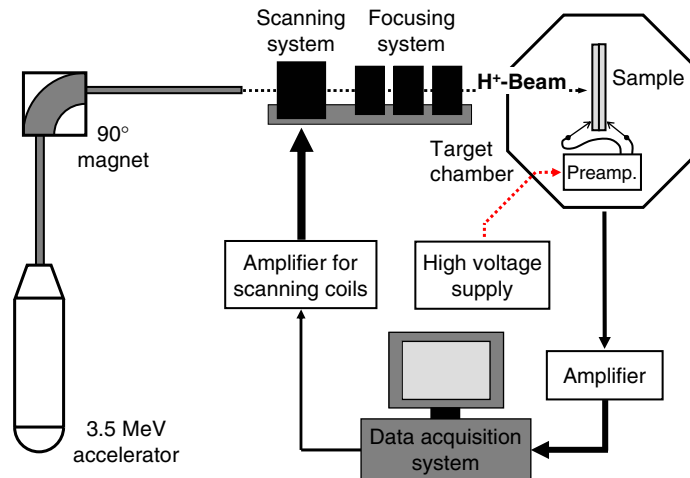 Scanning
system
Focusing
system
H⁺-Beam
Sample
90°
magnet
Target
chamber
Preamp.
Amplifier for
scanning coils
High voltage
supply
Amplifier
3.5 MeV
accelerator
Data acquisition
system